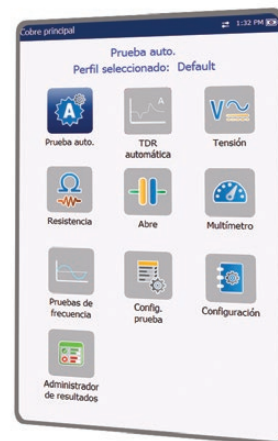 Cobre principal
1:32 PM
Prueba auto.
Perfil seleccionado: Default
A
Prueba auto.
A
TDR
automática
V
Tensión
Ω
Resistencia
Abre
Multímetro
Pruebas de
frecuencia
Config.
prueba
Configuración
Administrador
de resultados